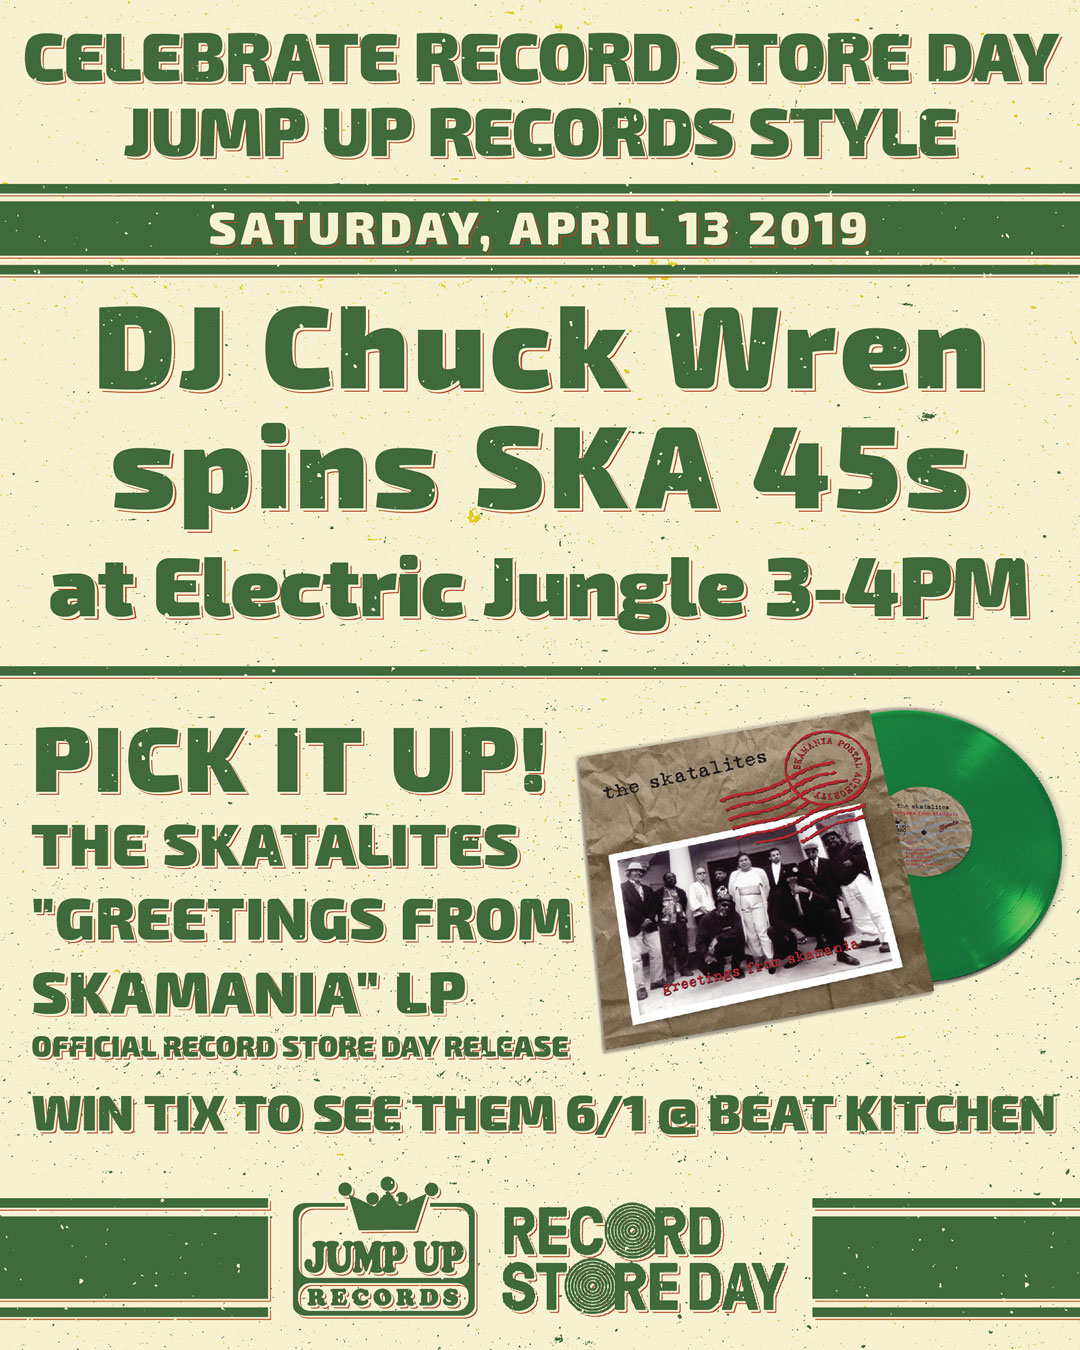 CELEBRATE RECORD STORE DAY
JUMP UP RECORDS STYLE
SATURDAY, APRIL 13 2019
DJ Chuck Wren
spins SKA 45s
at Electric Jungle 3-4PM
PICK IT UP!
THE SKATALITES
"GREETINGS FROM
SKAMANIA" LP
OFFICIAL RECORD STORE DAY RELEASE
the skatalites
SKAMANIA POSTAL AUTHORITY
greetings from skamania
the skatalites
WIN TIX TO SEE THEM 6/1 @ BEAT KITCHEN
JUMP UP
RECORDS
RECORD
STORE DAY